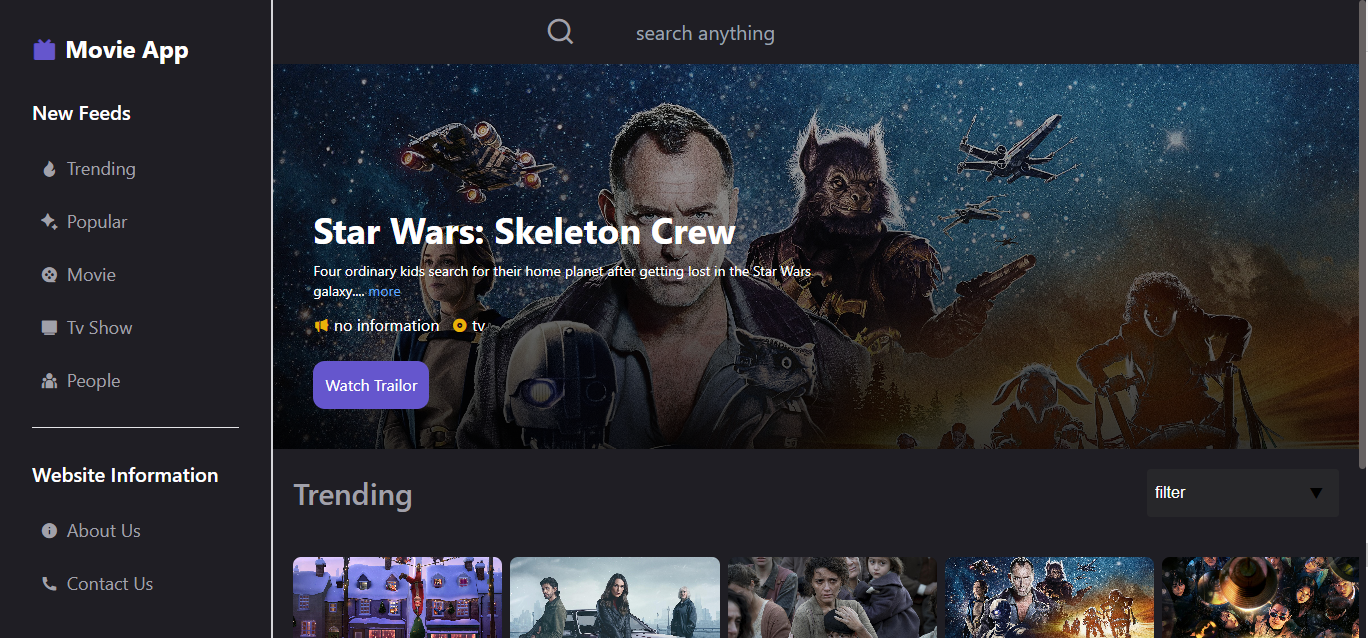 Movie App
New Feeds
Trending
Popular
Movie
Tv Show
People
Website Information
About Us
Contact Us
search anything
Star Wars: Skeleton Crew
Four ordinary kids search for their home planet after getting lost in the Star Wars
galaxy.... more
no information tv
Watch Trailor
Trending
filter